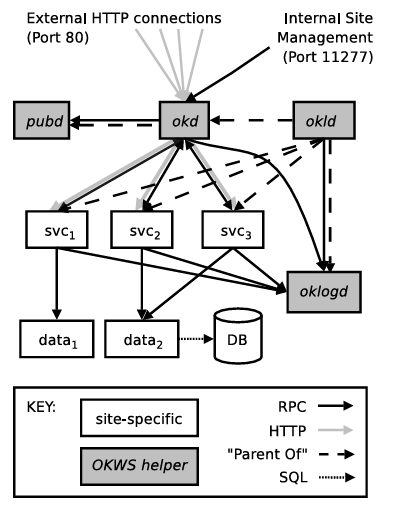 External HTTP connections
(Port 80)
Internal Site
Management
(Port 11277)
pubd
okd
okld
svc1
svc2
svc3
oklogd
data1
data2
DB
KEY:
site-specific
OKWS helper
RPC
HTTP
"Parent Of"
SQL